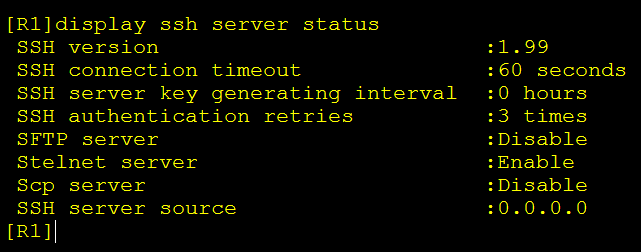 [R1]display ssh server status
SSH version :1.99
SSH connection timeout :60 seconds
SSH server key generating interval :0 hours
SSH authentication retries :3 times
SFTP server :Disable
Stelnet server :Enable
Scp server :Disable
SSH server source :0.0.0.0
[R1]